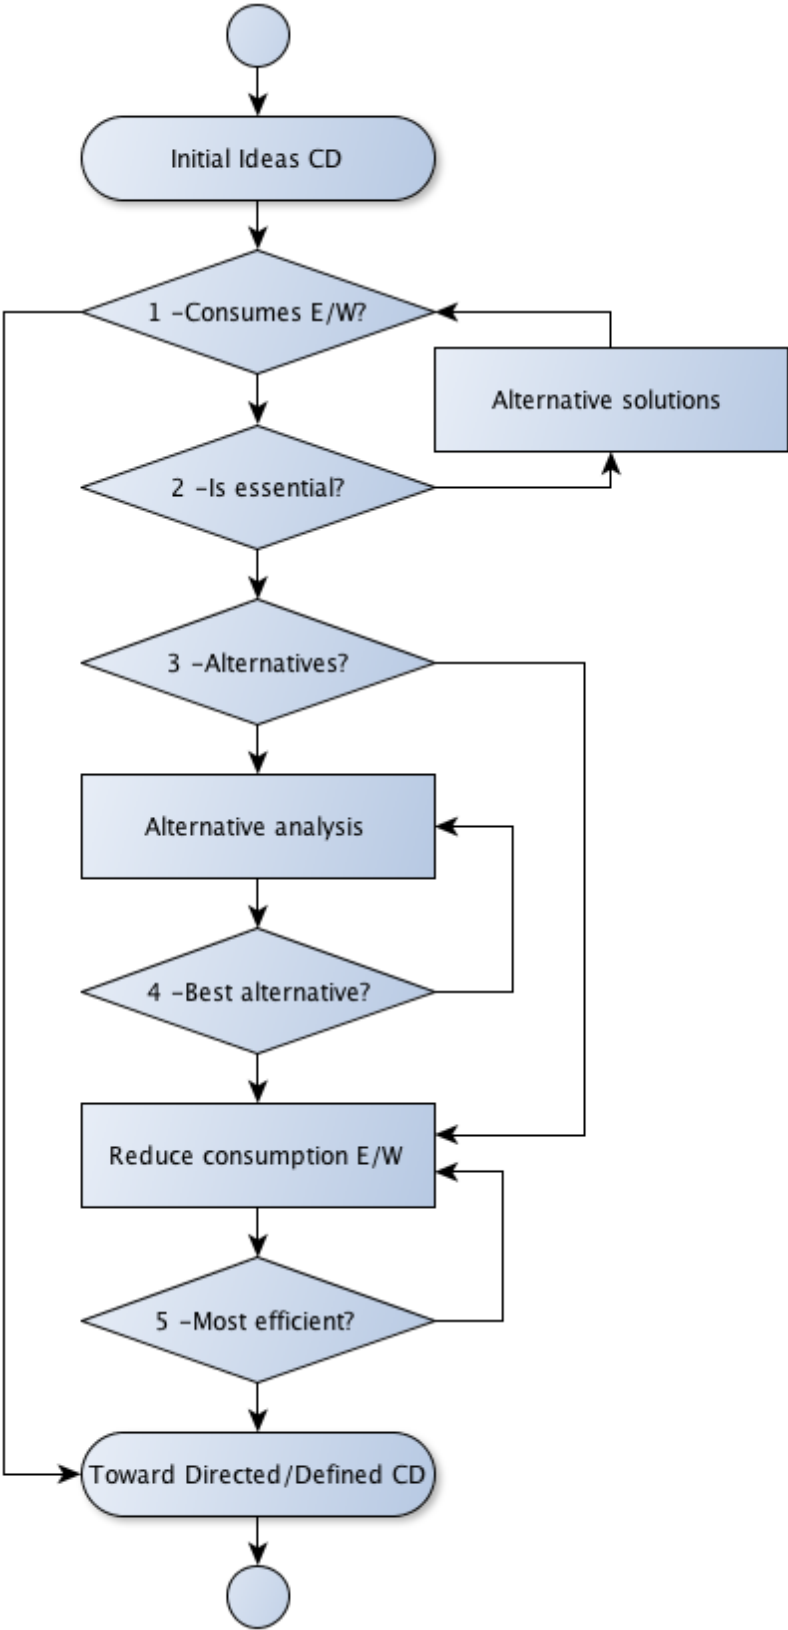 Initial Ideas CD
1 -Consumes E/W?
Alternative solutions
2 -Is essential?
3 -Alternatives?
Alternative analysis
4 -Best alternative?
Reduce consumption E/W
5 -Most efficient?
Toward Directed/Defined CD